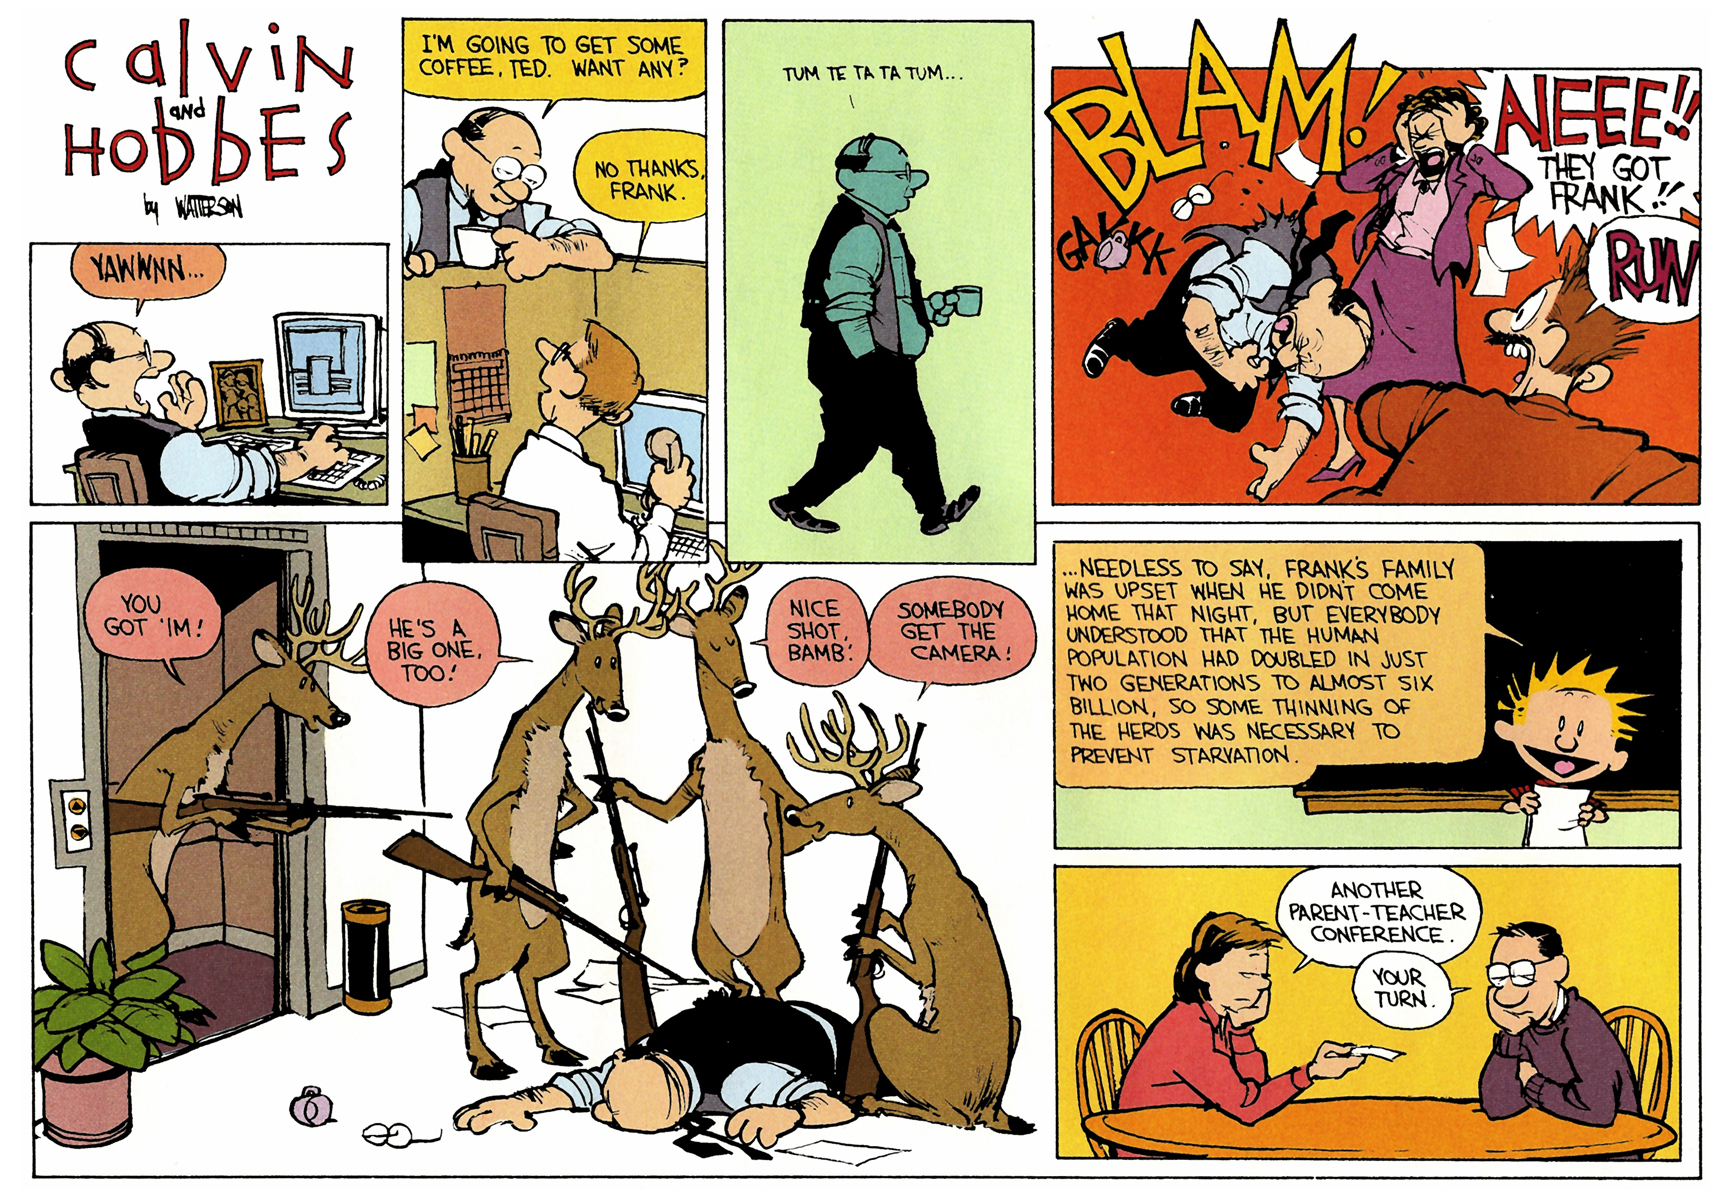 calvin
and
HOBBES
by WATTERSON
YAWWNN...
I'M GOING TO GET SOME
COFFEE, TED. WANT ANY?
NO THANKS,
FRANK.
TUM TE TA TA TUM...
BLAM!
GAKKK
AIEEE!!
THEY GOT
FRANK!!
RUN
YOU
GOT 'IM!
HE'S A
BIG ONE,
TOO!
NICE
SHOT,
BAMB!
SOMEBODY
GET THE
CAMERA!
...NEEDLESS TO SAY, FRANK'S FAMILY
WAS UPSET WHEN HE DIDN'T COME
HOME THAT NIGHT, BUT EVERYBODY
UNDERSTOOD THAT THE HUMAN
POPULATION HAD DOUBLED IN JUST
TWO GENERATIONS TO ALMOST SIX
BILLION, SO SOME THINNING OF
THE HERDS WAS NECESSARY TO
PREVENT STARVATION.
ANOTHER
PARENT-TEACHER
CONFERENCE.
YOUR
TURN.